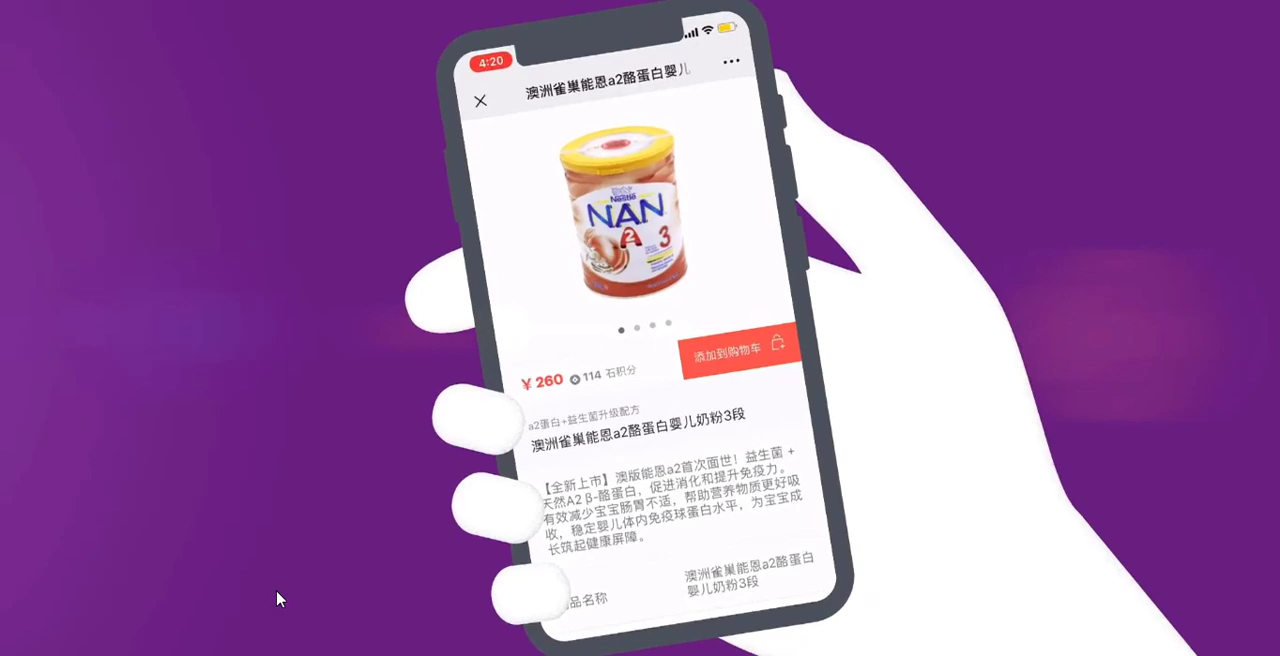 4:20
澳洲雀巢能恩a2酪蛋白婴儿
Nestlé
NAN
A2 3
添加到购物车
¥ 260 114 石积分
a2蛋白+益生菌升级配方
澳洲雀巢能恩a2酪蛋白婴儿奶粉3段
【全新上市】澳版能恩a2首次面世！益生菌 +
天然A2 β-酪蛋白，促进消化和提升免疫力。
有效减少宝宝肠胃不适，帮助营养物质更好吸
收，稳定婴儿体内免疫球蛋白水平，为宝宝成
长筑起健康屏障。
品名称
澳洲雀巢能恩a2酪蛋白
婴儿奶粉3段